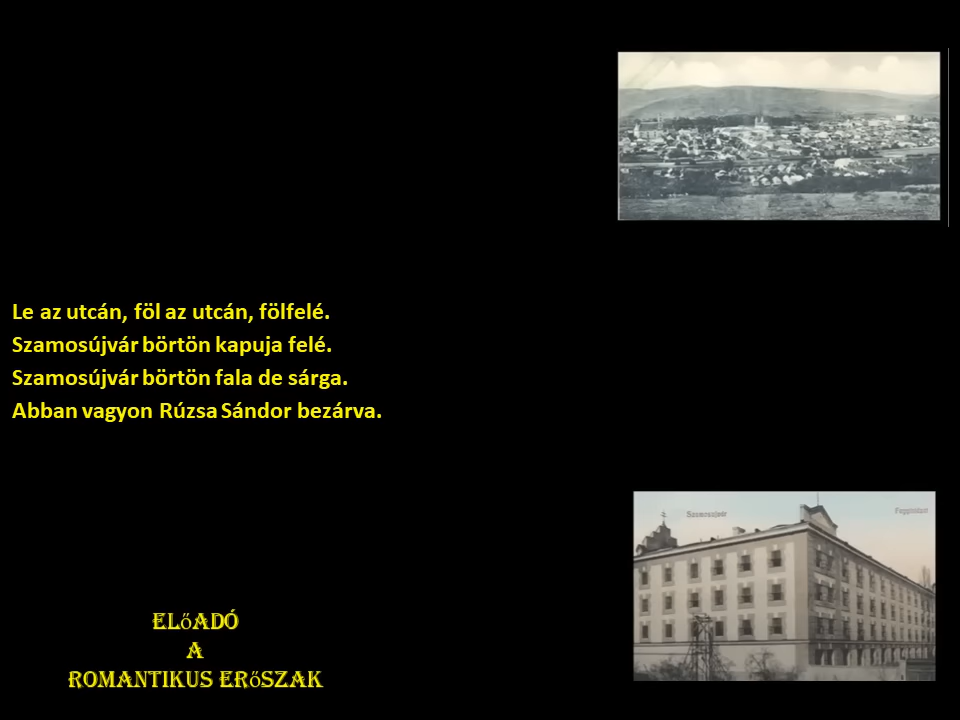 Le az utcán, föl az utcán, fölfelé.
Szamosújvár börtön kapuja felé.
Szamosújvár börtön fala de sárga.
Abban vagyon Rúzsa Sándor bezárva.
ELőADÓ
A
ROMANTIKUS ERőSZAK